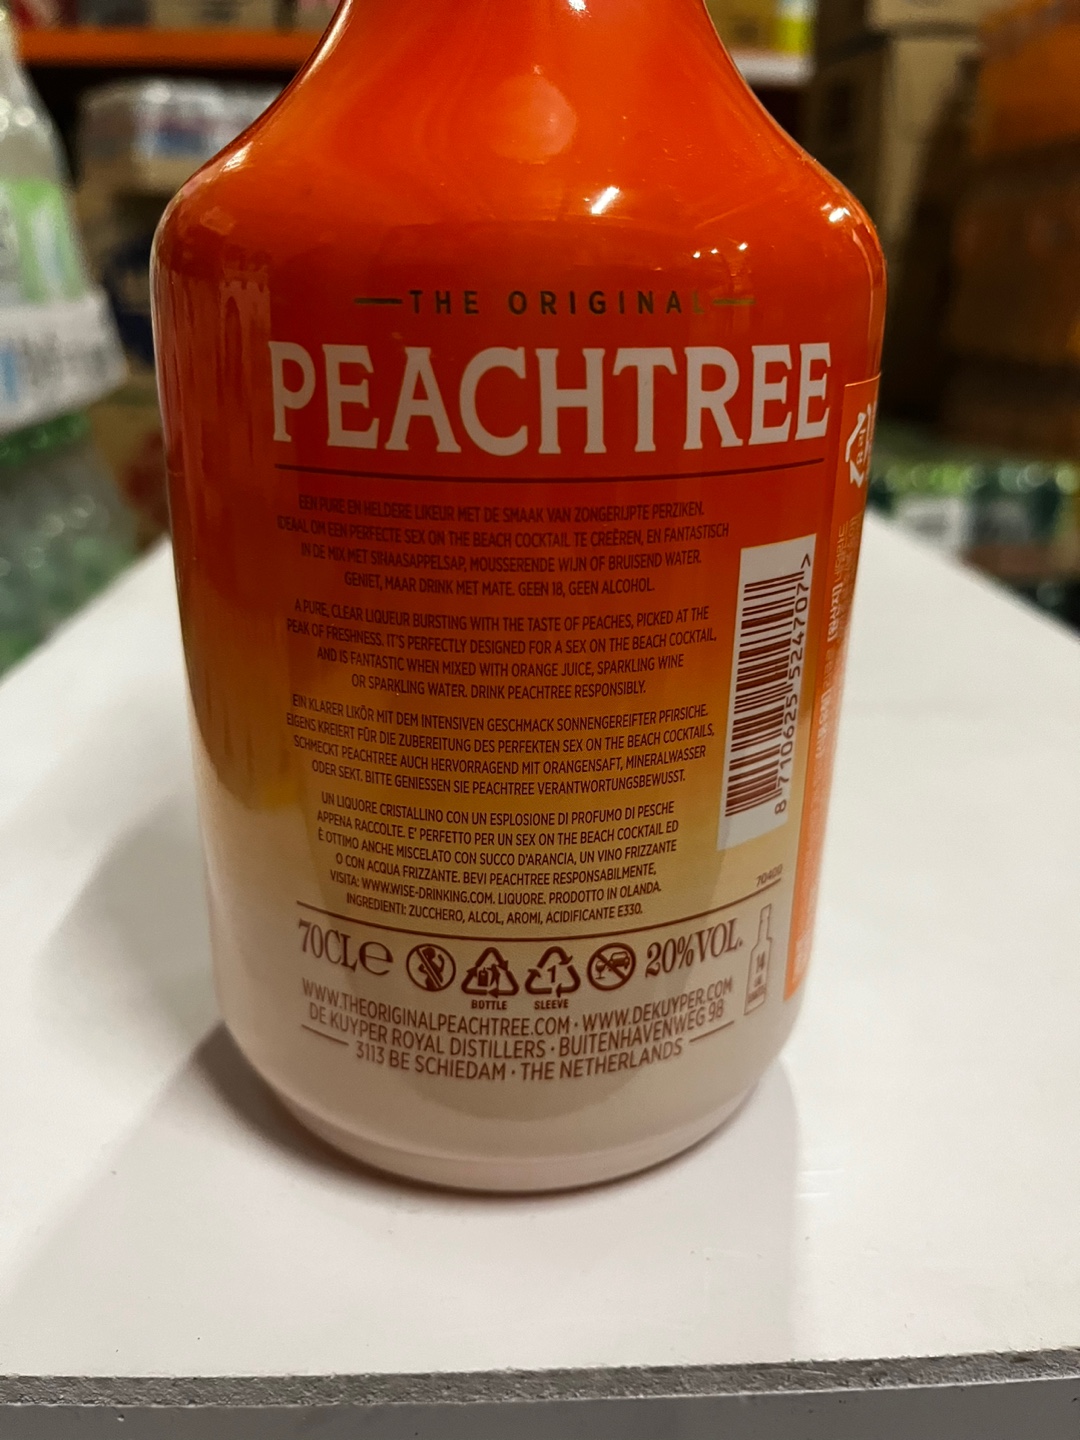 THE ORIGINAL
PEACHTREE
EEN PURE EN HELDERE LIKEUR MET DE SMAAK VAN ZONGERIJPTE PERZIKEN.
IDEAAL OM EEN PERFECTE SEX ON THE BEACH COCKTAIL TE CREËREN, EN FANTASTISCH
IN DE MIX MET SINAASAPPELSAP, MOUSSERENDE WIJN OF BRUISEND WATER.
GENIET, MAAR DRINK MET MATE. GEEN 18, GEEN ALCOHOL.
A PURE, CLEAR LIQUEUR BURSTING WITH THE TASTE OF PEACHES, PICKED AT THE
PEAK OF FRESHNESS. IT'S PERFECTLY DESIGNED FOR A SEX ON THE BEACH COCKTAIL,
AND IS FANTASTIC WHEN MIXED WITH ORANGE JUICE, SPARKLING WINE
OR SPARKLING WATER. DRINK PEACHTREE RESPONSIBLY.
EIN KLARER LIKÖR MIT DEM INTENSIVEN GESCHMACK SONNENGEREIFTER PFIRSICHE.
EIGENS KREIERT FÜR DIE ZUBEREITUNG DES PERFEKTEN SEX ON THE BEACH COCKTAILS.
SCHMECKT PEACHTREE AUCH HERVORRAGEND MIT ORANGENSAFT, MINERALWASSER
ODER SEKT. BITTE GENIESSEN SIE PEACHTREE VERANTWORTUNGSBEWUSST.
UN LIQUORE CRISTALLINO CON UN ESPLOSIONE DI PROFUMO DI PESCHE
APPENA RACCOLTE. E' PERFETTO PER UN SEX ON THE BEACH COCKTAIL ED
È OTTIMO ANCHE MISCELATO CON SUCCO D'ARANCIA, UN VINO FRIZZANTE
O CON ACQUA FRIZZANTE. BEVI PEACHTREE RESPONSABILMENTE,
VISITA: WWW.WISE-DRINKING.COM. LIQUORE. PRODOTTO IN OLANDA.
INGREDIENTI: ZUCCHERO, ALCOL, AROMI, ACIDIFICANTE E330.
8 710625 524707 >
70400
70CL e
BOTTLE
1
SLEEVE
20%VOL.
14
WWW.THEORIGINALPEACHTREE.COM · WWW.DEKUYPER.COM
DE KUYPER ROYAL DISTILLERS · BUITENHAVENWEG 98
3113 BE SCHIEDAM · THE NETHERLANDS